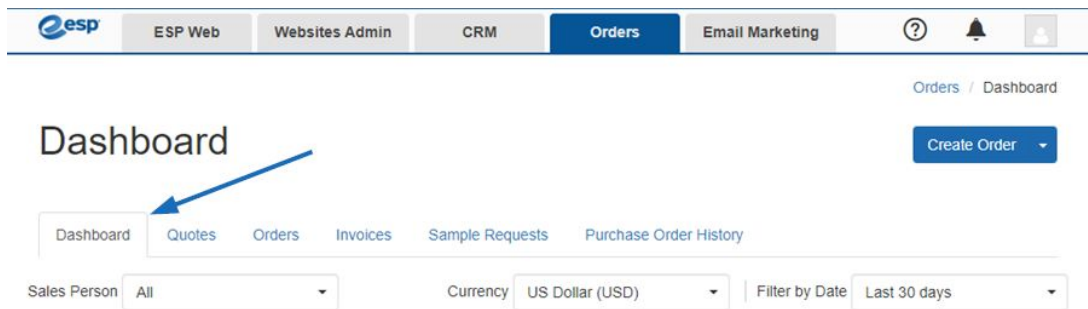 esp ESP Web Websites Admin CRM Orders Email Marketing ?
Orders / Dashboard
Dashboard
Create Order
Dashboard Quotes Orders Invoices Sample Requests Purchase Order History
Sales Person All Currency US Dollar (USD) Filter by Date Last 30 days